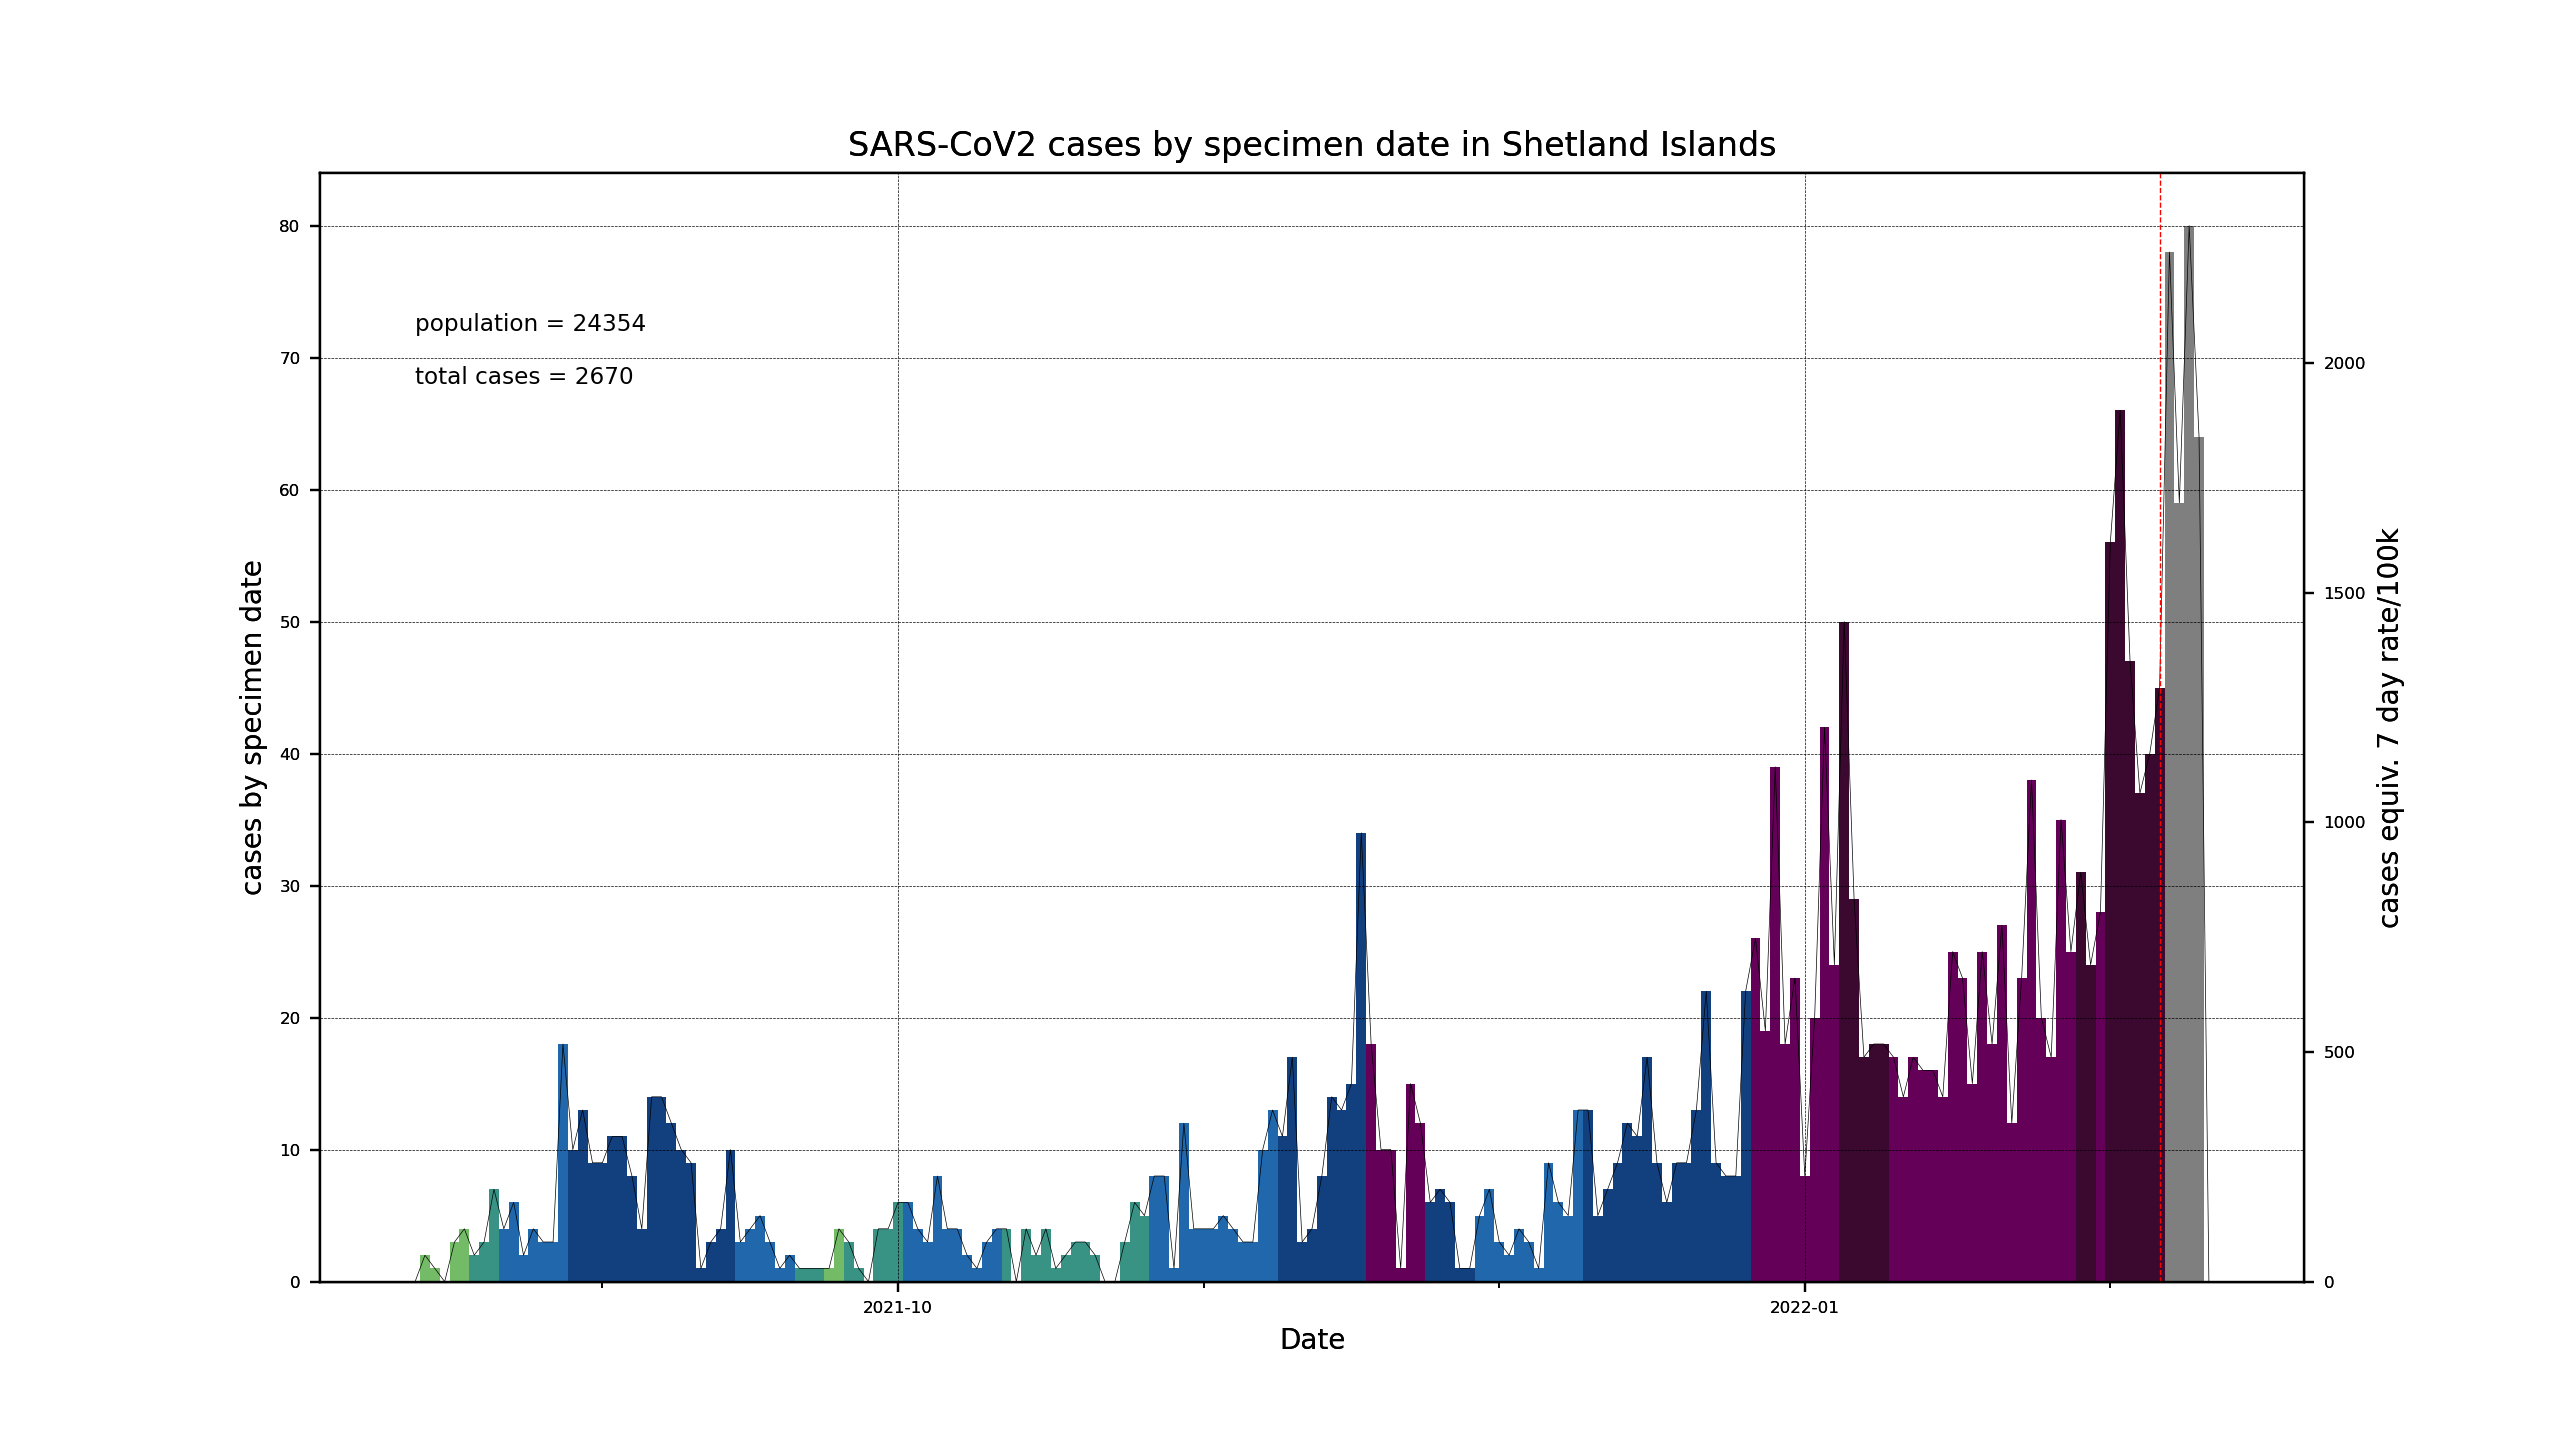 SARS-CoV2 cases by specimen date in Shetland Islands
population = 24354
total cases = 2670
cases by specimen date
80
70
60
50
40
30
20
10
0
2000
1500
1000
500
0
cases equiv. 7 day rate/100k
2021-10
2022-01
Date